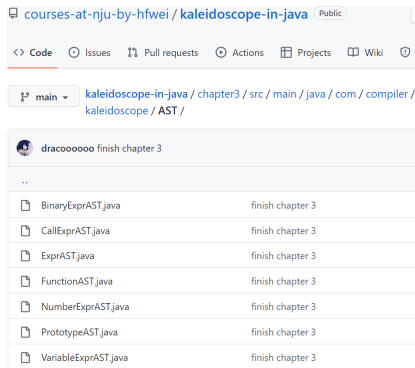 courses-at-nju-by-hfwei / kaleidoscope-in-java Public
<> Code Issues Pull requests Actions Projects Wiki
main kaleidoscope-in-java / chapter3 / src / main / java / com / compiler /
kaleidoscope / AST /
dracoooooo finish chapter 3
..
BinaryExprAST.java finish chapter 3
CallExprAST.java finish chapter 3
ExprAST.java finish chapter 3
FunctionAST.java finish chapter 3
NumberExprAST.java finish chapter 3
PrototypeAST.java finish chapter 3
VariableExprAST.java finish chapter 3